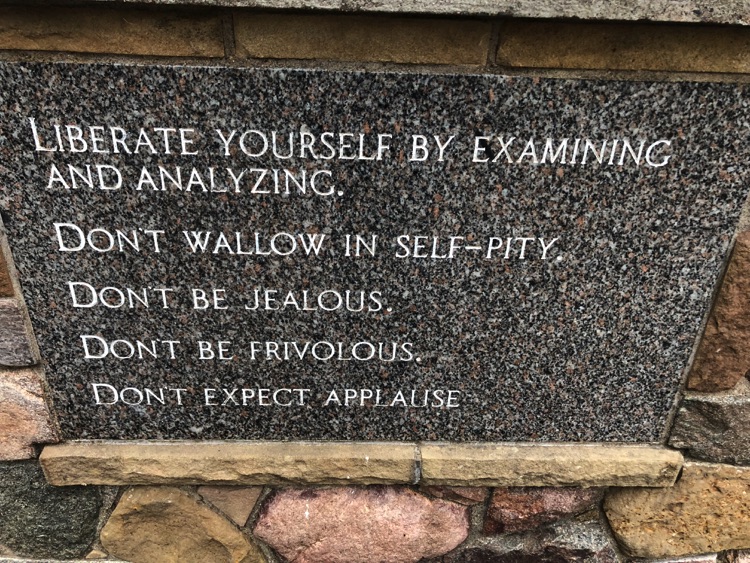 LIBERATE YOURSELF BY EXAMINING
AND ANALYZING.
DON'T WALLOW IN SELF-PITY.
DON'T BE JEALOUS.
DON'T BE FRIVOLOUS.
DON'T EXPECT APPLAUSE